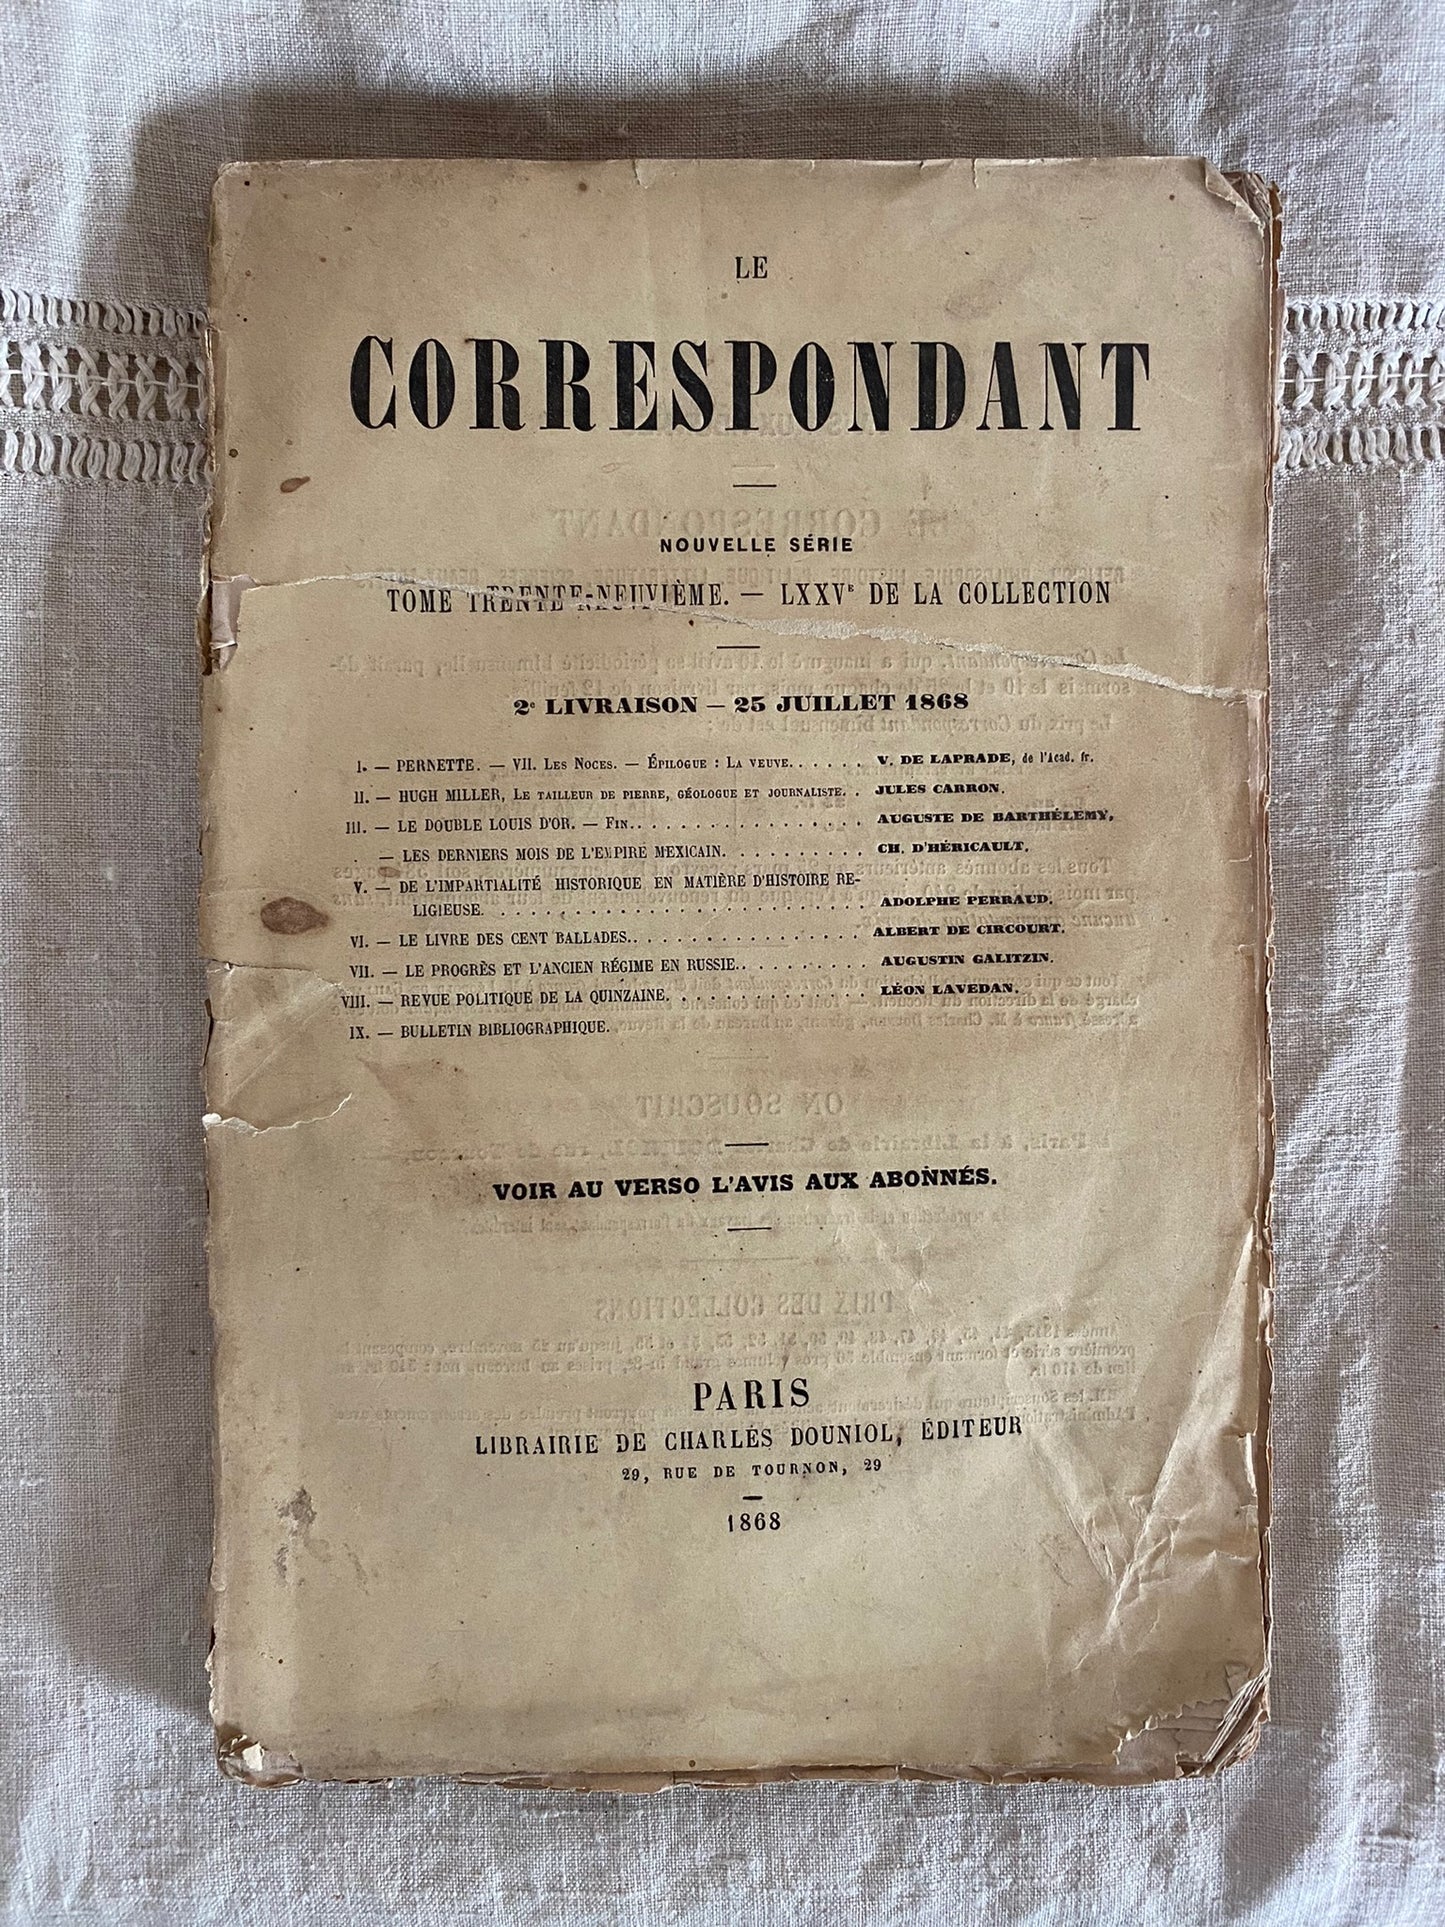 LE
CORRESPONDANT
NOUVELLE SÉRIE
TOME TRENTE-NEUVIÈME. — LXXVᴱ DE LA COLLECTION
2ᵉ LIVRAISON — 25 JUILLET 1868
I. — PERNETTE. — VII. LES NOCES. — ÉPILOGUE : LA VEUVE. . . . . . V. DE LAPRADE, de l'Acad. fr.
II. — HUGH MILLER, LE TAILLEUR DE PIERRE, GÉOLOGUE ET JOURNALISTE. . JULES CARRON.
III. — LE DOUBLE LOUIS D'OR. — FIN. . . . . . . . . . . . . . . . AUGUSTE DE BARTHÉLEMY,
. — LES DERNIERS MOIS DE L'EMPIRE MEXICAIN. . . . . . . . . . CH. D'HÉRICAULT.
V. — DE L'IMPARTIALITÉ HISTORIQUE EN MATIÈRE D'HISTOIRE RE-
LIGIEUSE. . . . . . . . . . . . . . . . . . . . . . . . . . ADOLPHE PERRAUD.
VI. — LE LIVRE DES CENT BALLADES. . . . . . . . . . . . . . . . ALBERT DE CIRCOURT.
VII. — LE PROGRÈS ET L'ANCIEN RÉGIME EN RUSSIE. . . . . . . . . AUGUSTIN GALITZIN.
VIII. — REVUE POLITIQUE DE LA QUINZAINE. . . . . . . . . . . . . . LÉON LAVEDAN.
IX. — BULLETIN BIBLIOGRAPHIQUE.
VOIR AU VERSO L'AVIS AUX ABONNÉS.
PARIS
LIBRAIRIE DE CHARLES DOUNIOL, ÉDITEUR
29, RUE DE TOURNON, 29
1868